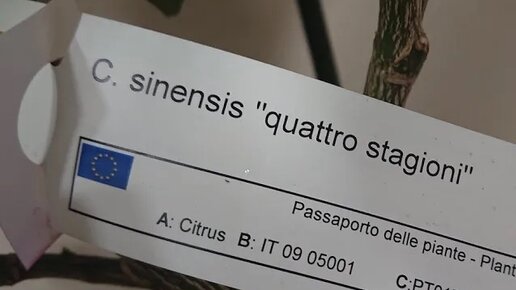 C. sinensis "quattro stagioni"
Passaporto delle piante - Plant
A: Citrus B: IT 09 05001